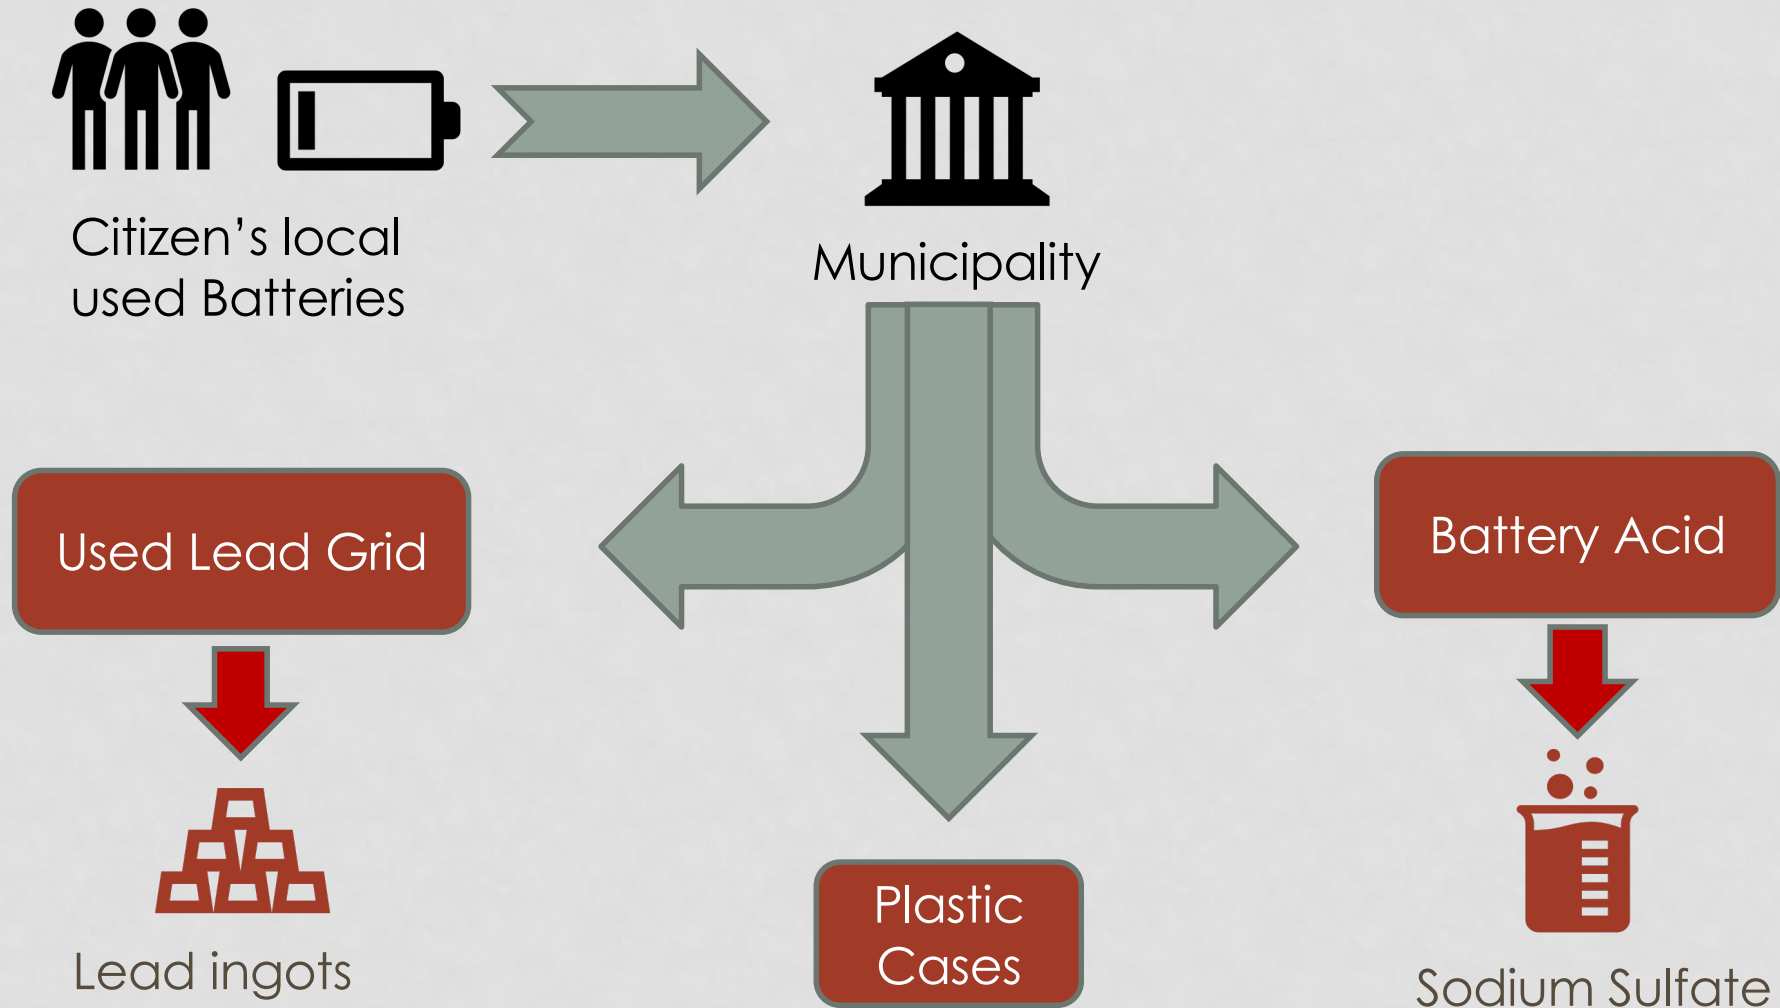 Citizen’s local
used Batteries
Municipality
Used Lead Grid
Battery Acid
Plastic
Cases
Lead ingots
Sodium Sulfate